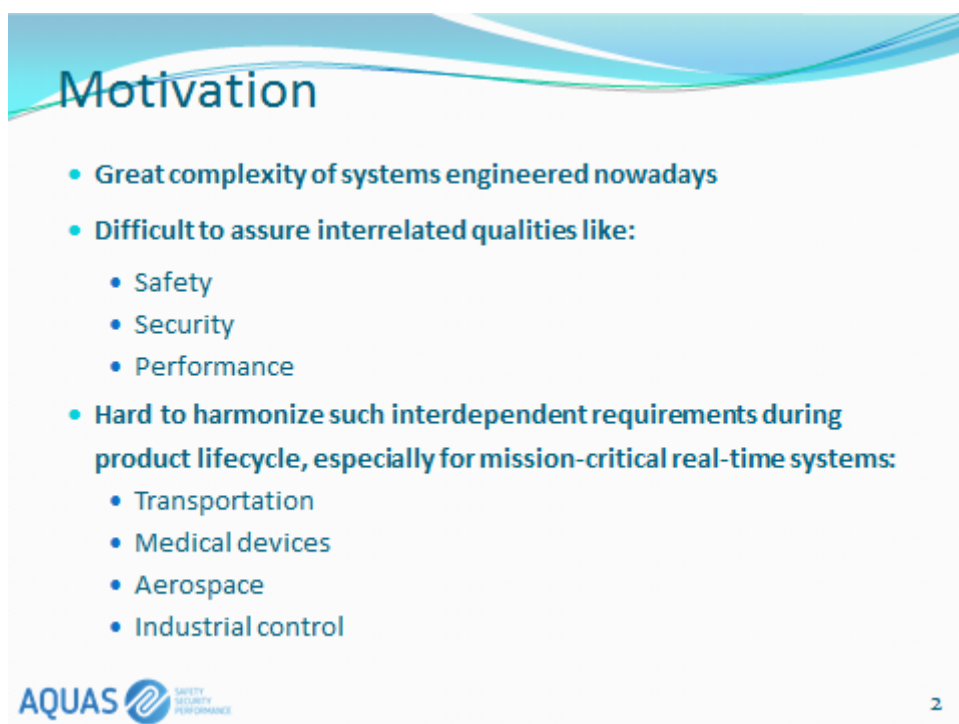 Motivation
• Great complexity of systems engineered nowadays
• Difficult to assure interrelated qualities like:
• Safety
• Security
• Performance
• Hard to harmonize such interdependent requirements during
product lifecycle, especially for mission-critical real-time systems:
• Transportation
• Medical devices
• Aerospace
• Industrial control
AQUAS
SAFETY
SECURITY
PERFORMANCE
2